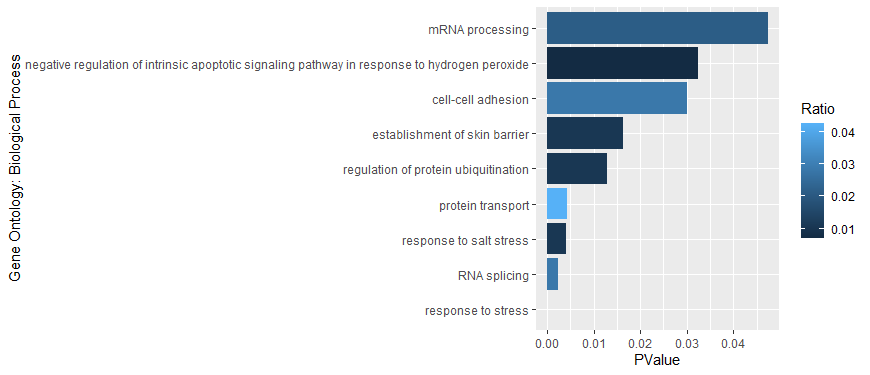 Gene Ontology: Biological Process
mRNA processing
negative regulation of intrinsic apoptotic signaling pathway in response to hydrogen peroxide
cell-cell adhesion
establishment of skin barrier
regulation of protein ubiquitination
protein transport
response to salt stress
RNA splicing
response to stress
0.00 0.01 0.02 0.03 0.04
PValue
Ratio
0.04
0.03
0.02
0.01